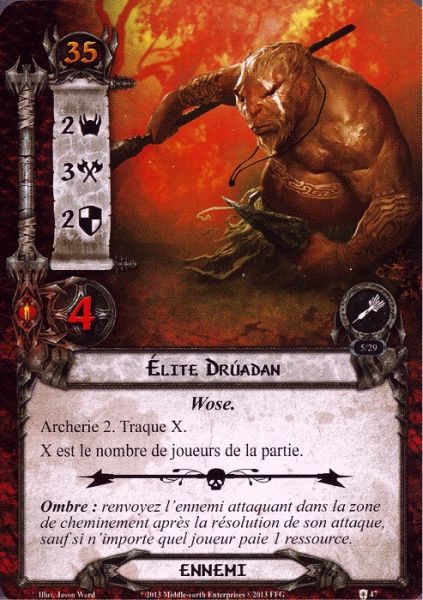 35
2
3
2
4
5/29
Élite Drúadan
Wose.
Archerie 2. Traque X.
X est le nombre de joueurs de la partie.
Ombre : renvoyez l'ennemi attaquant dans la zone
de cheminement après la résolution de son attaque,
sauf si n'importe quel joueur paie 1 ressource.
ENNEMI
Illus. Jason Ward ©2013 Middle-earth Enterprises ©2013 FFG 47